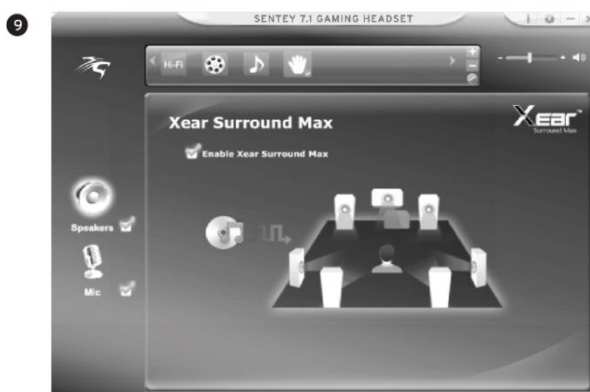 9
SENTEY 7.1 GAMING HEADSET
Hi-Fi
Xear Surround Max
Xear™
Surround Max
Enable Xear Surround Max
Speakers
Mic